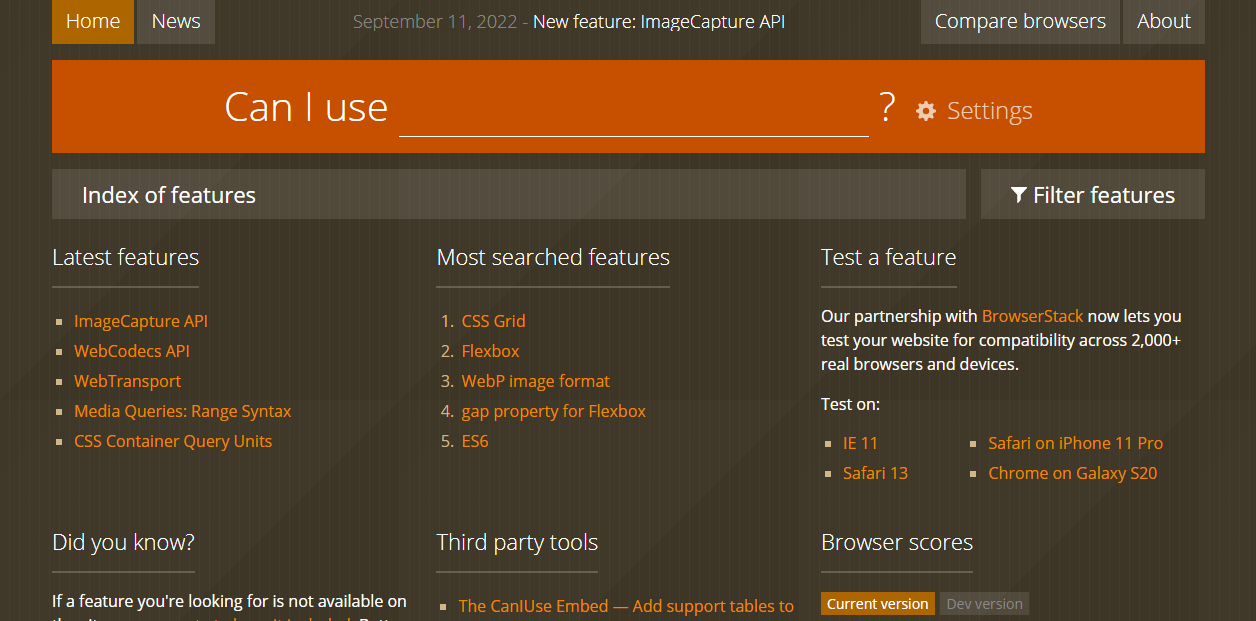 Home
News
September 11, 2022 - New feature: ImageCapture API
Compare browsers
About
Can I use
?
Settings
Index of features
Filter features
Latest features
ImageCapture API
WebCodecs API
WebTransport
Media Queries: Range Syntax
CSS Container Query Units
Most searched features
1. CSS Grid
2. Flexbox
3. WebP image format
4. gap property for Flexbox
5. ES6
Test a feature
Our partnership with BrowserStack now lets you
test your website for compatibility across 2,000+
real browsers and devices.
Test on:
IE 11
Safari 13
Safari on iPhone 11 Pro
Chrome on Galaxy S20
Did you know?
If a feature you're looking for is not available on
Third party tools
The CanIUse Embed — Add support tables to
Browser scores
Current version
Dev version